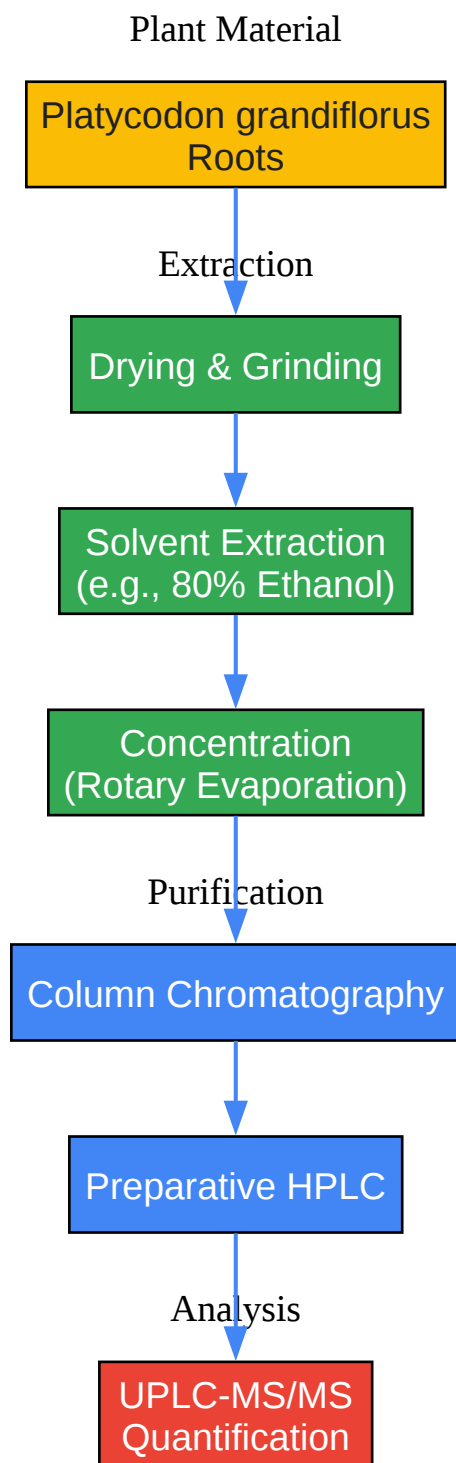 Plant Material
Platycodon grandiflorus
Roots
Extraction
Drying & Grinding
Solvent Extraction
(e.g., 80% Ethanol)
Concentration
(Rotary Evaporation)
Purification
Column Chromatography
Preparative HPLC
Analysis
UPLC-MS/MS
Quantification